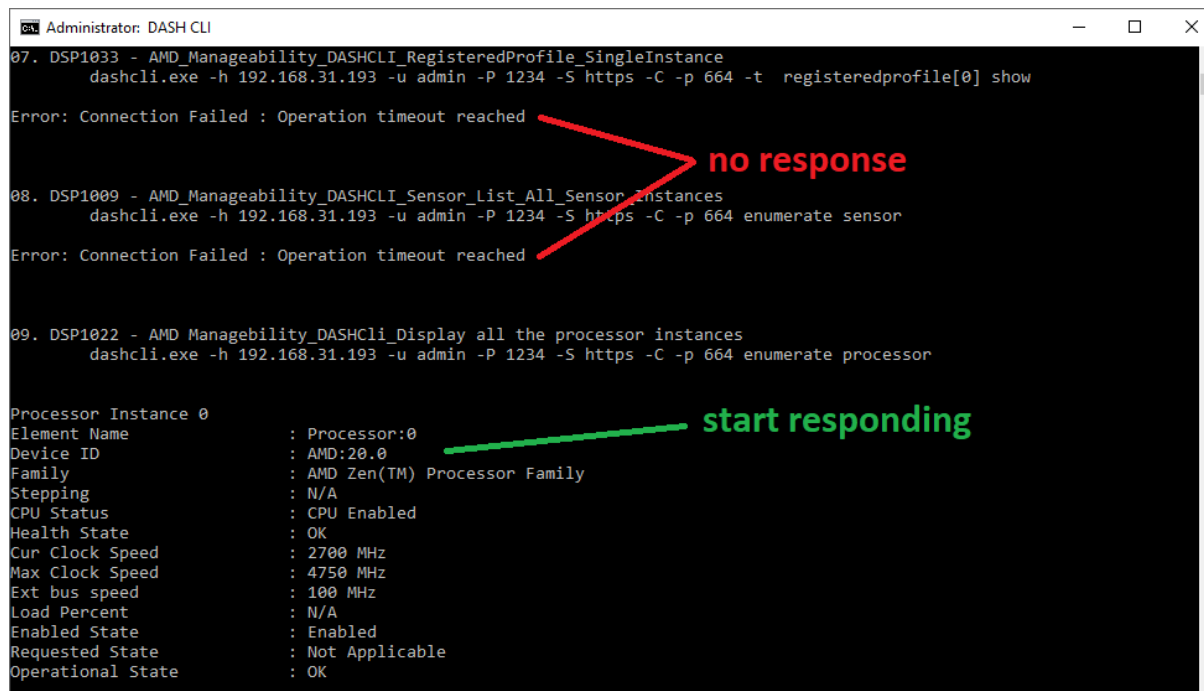 Administrator: DASH CLI
07. DSP1033 - AMD_Manageability_DASHCLI_RegisteredProfile_SingleInstance
dashcli.exe -h 192.168.31.193 -u admin -P 1234 -S https -C -p 664 -t  registeredprofile[0] show
Error: Connection Failed : Operation timeout reached
no response
08. DSP1009 - AMD_Manageability_DASHCLI_Sensor_List_All_Sensor_Instances
dashcli.exe -h 192.168.31.193 -u admin -P 1234 -S https -C -p 664 enumerate sensor
Error: Connection Failed : Operation timeout reached
09. DSP1022 - AMD Managebility_DASHCli_Display all the processor instances
dashcli.exe -h 192.168.31.193 -u admin -P 1234 -S https -C -p 664 enumerate processor
Processor Instance 0
start responding
Element Name : Processor:0
Device ID : AMD:20.0
Family : AMD Zen(TM) Processor Family
Stepping : N/A
CPU Status : CPU Enabled
Health State : OK
Cur Clock Speed : 2700 MHz
Max Clock Speed : 4750 MHz
Ext bus speed : 100 MHz
Load Percent : N/A
Enabled State : Enabled
Requested State : Not Applicable
Operational State : OK